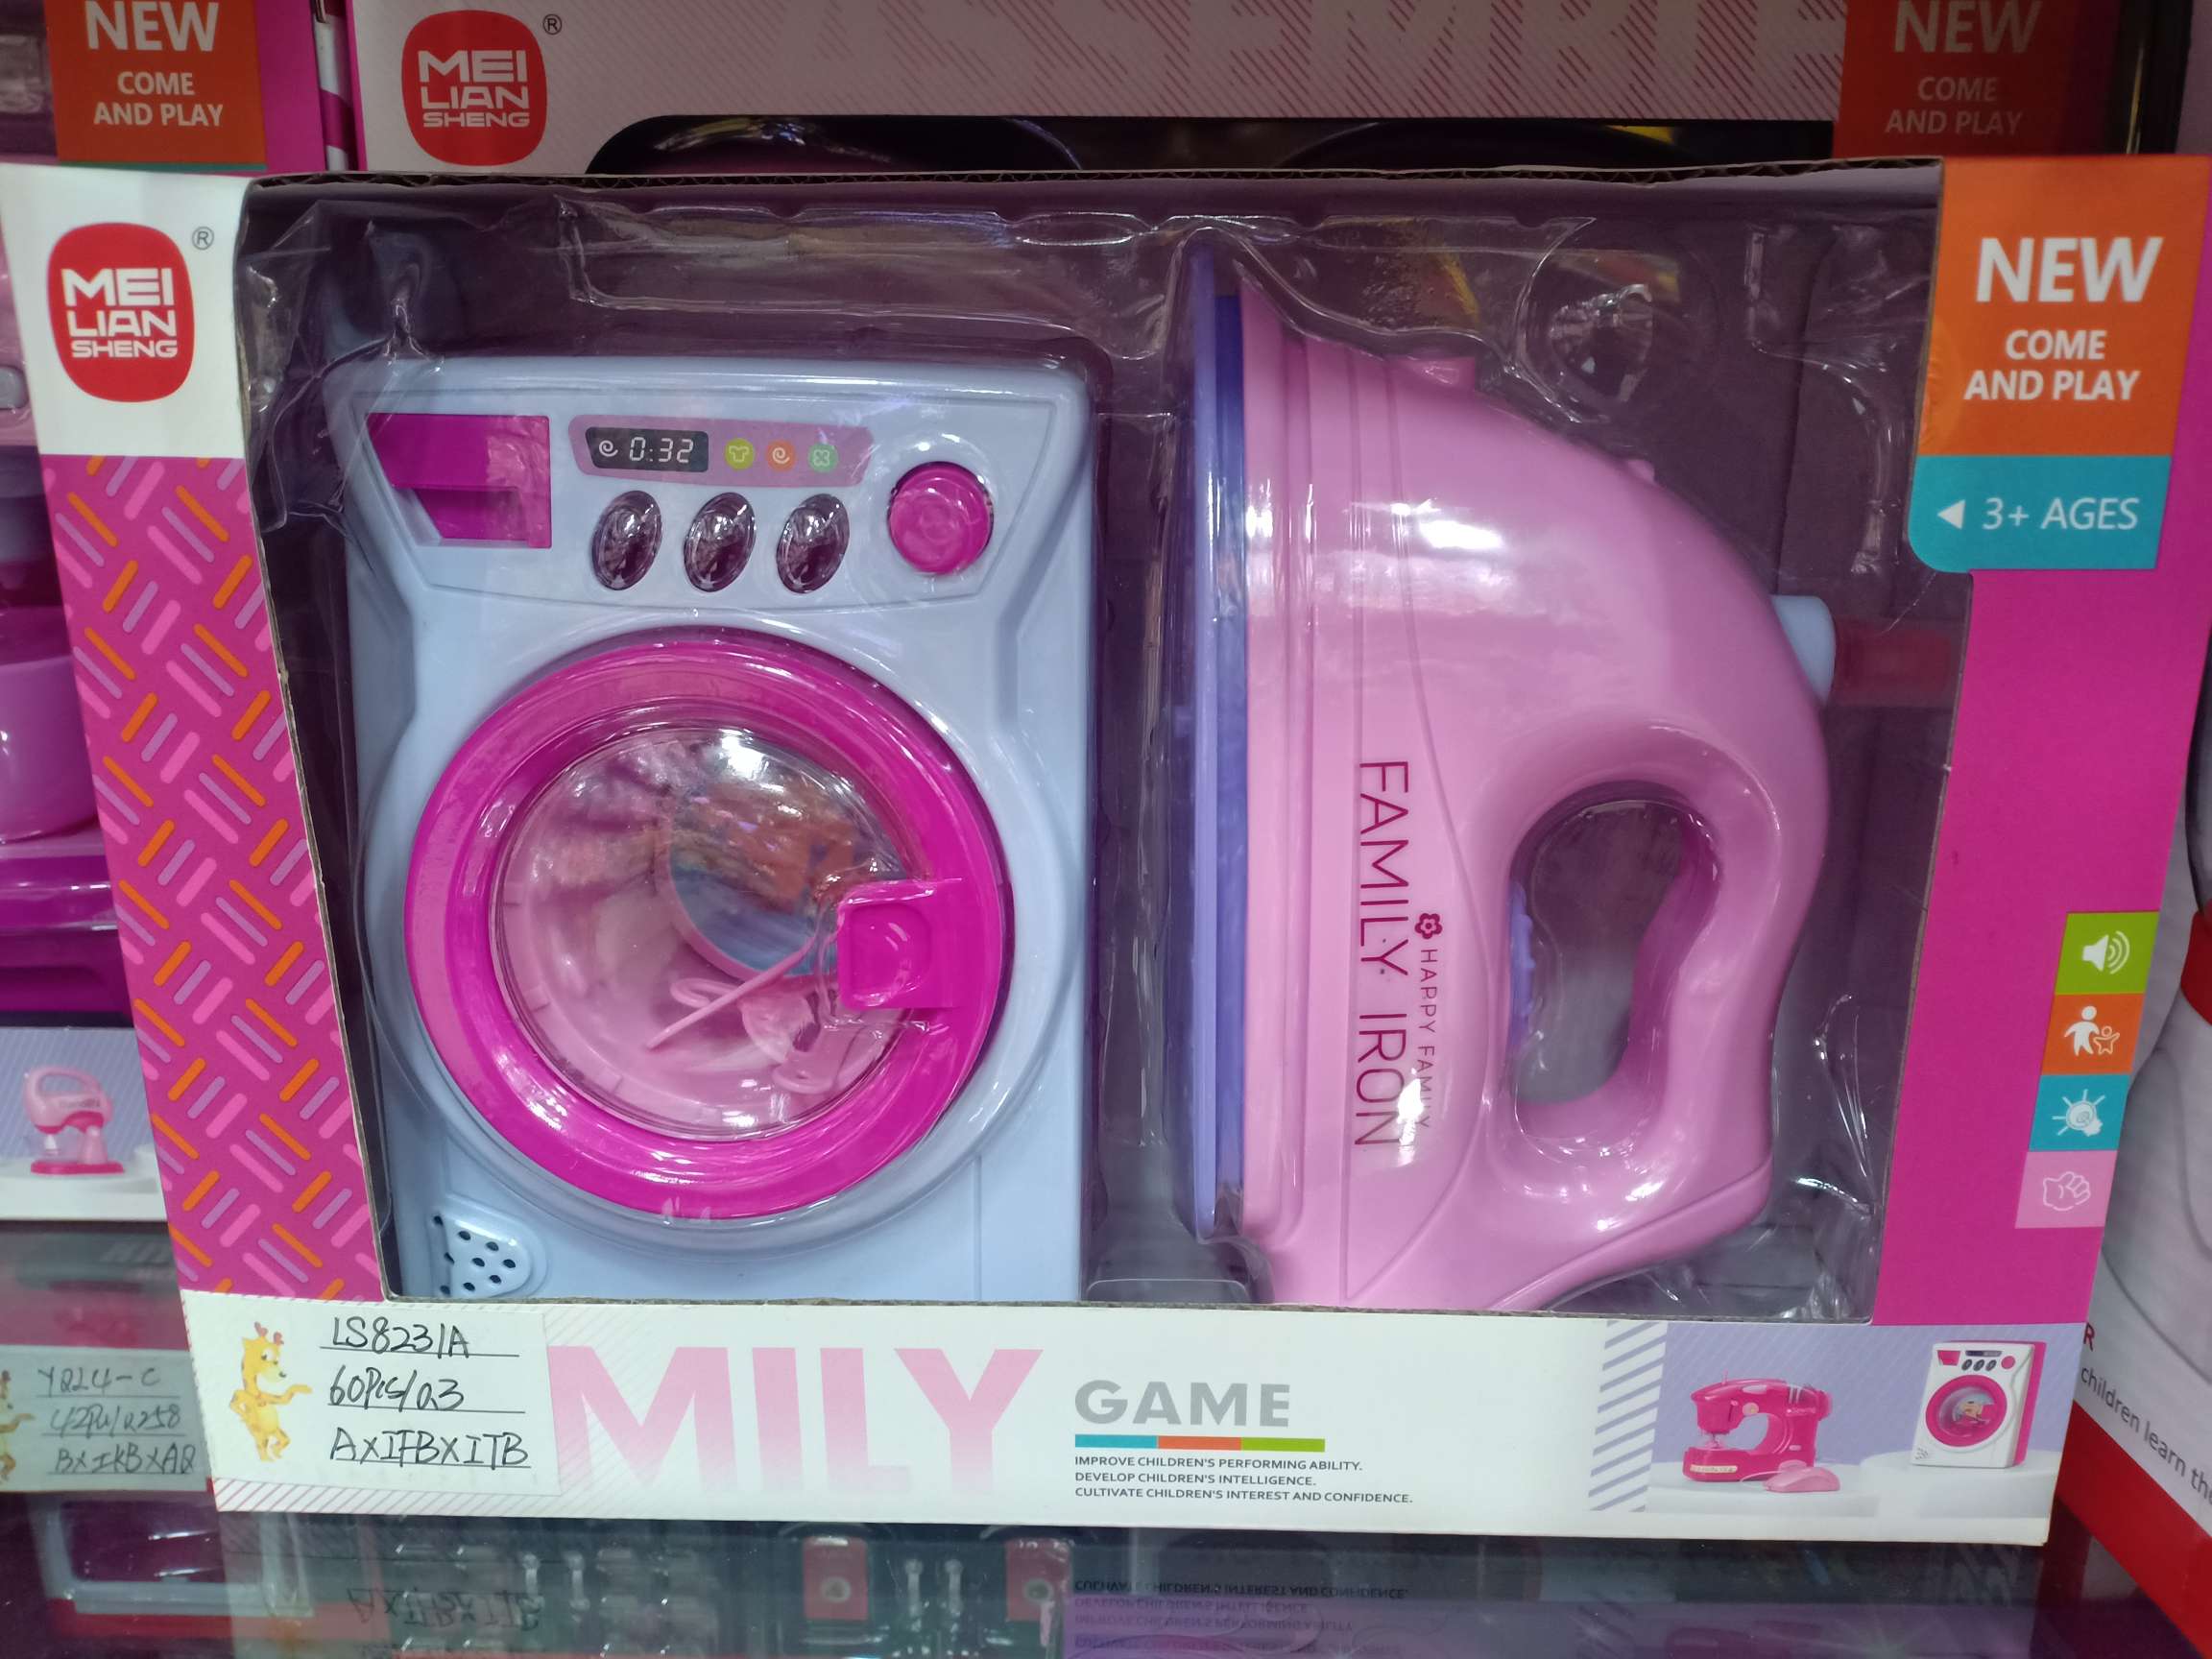 NEW
COME
AND PLAY
MEI
LIAN
SHENG
®
NEW
COME
AND PLAY
MEI
LIAN
SHENG
®
NEW
COME
AND PLAY
3+ AGES
0:32
FAMILY IRON
HAPPY FAMILY
LS8231A
60Pcs/0.3
AXIFBXITB
MILY
GAME
IMPROVE CHILDREN'S PERFORMING ABILITY.
DEVELOP CHILDREN'S INTELLIGENCE.
CULTIVATE CHILDREN'S INTEREST AND CONFIDENCE.
R
children learn